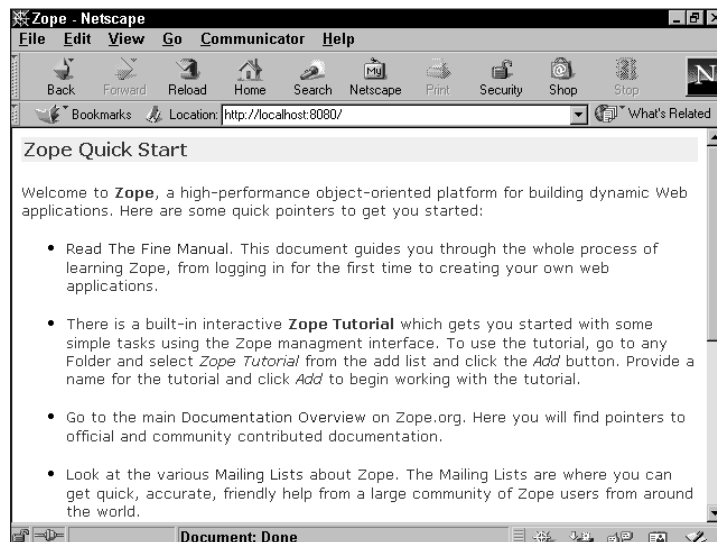 Zope - Netscape
File Edit View Go Communicator Help
Back Forward Reload Home Search Netscape Print Security Shop Stop
Bookmarks Location: http://localhost:8080/ What's Related
Zope Quick Start
Welcome to Zope, a high-performance object-oriented platform for building dynamic Web
applications. Here are some quick pointers to get you started:
• Read The Fine Manual. This document guides you through the whole process of
learning Zope, from logging in for the first time to creating your own web
applications.
• There is a built-in interactive Zope Tutorial which gets you started with some
simple tasks using the Zope managment interface. To use the tutorial, go to any
Folder and select Zope Tutorial from the add list and click the Add button. Provide a
name for the tutorial and click Add to begin working with the tutorial.
• Go to the main Documentation Overview on Zope.org. Here you will find pointers to
official and community contributed documentation.
• Look at the various Mailing Lists about Zope. The Mailing Lists are where you can
get quick, accurate, friendly help from a large community of Zope users from around
the world.
Document: Done